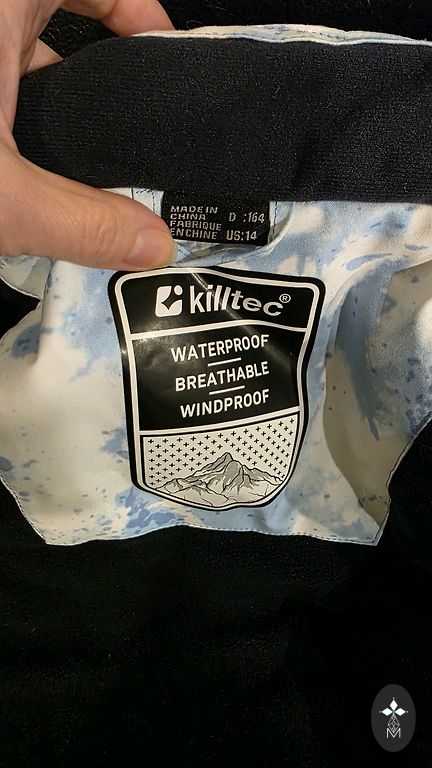 MADE IN
CHINA D :164
FABRIQUE
EN CHINE US:14
killtec®
WATERPROOF
BREATHABLE
WINDPROOF
M